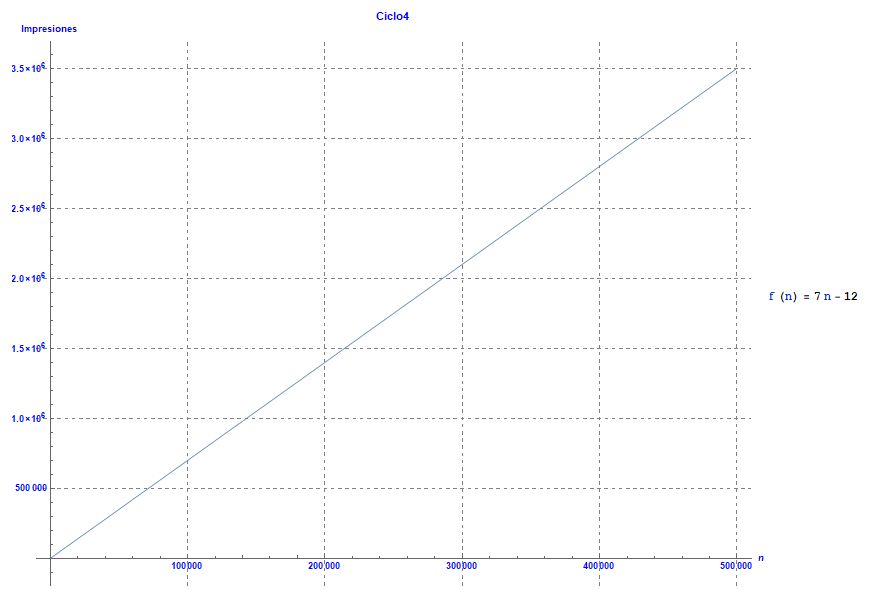 Ciclo4
Impresiones
3.5×10⁶
3.0×10⁶
2.5×10⁶
2.0×10⁶
1.5×10⁶
1.0×10⁶
500 000
100 000 200 000 300 000 400 000 500 000 n
f (n) = 7 n - 12